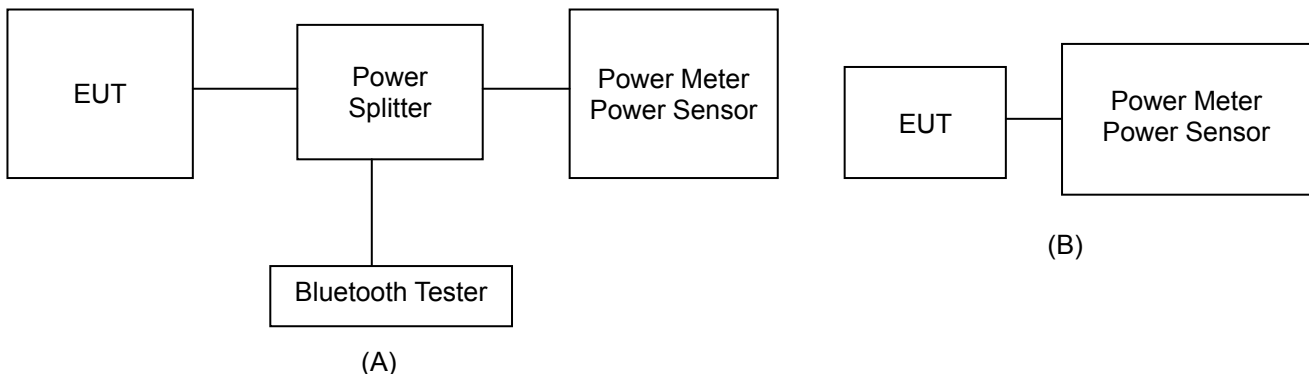 EUT
Power
Splitter
Power Meter
Power Sensor
Bluetooth Tester
(A)
EUT
Power Meter
Power Sensor
(B)